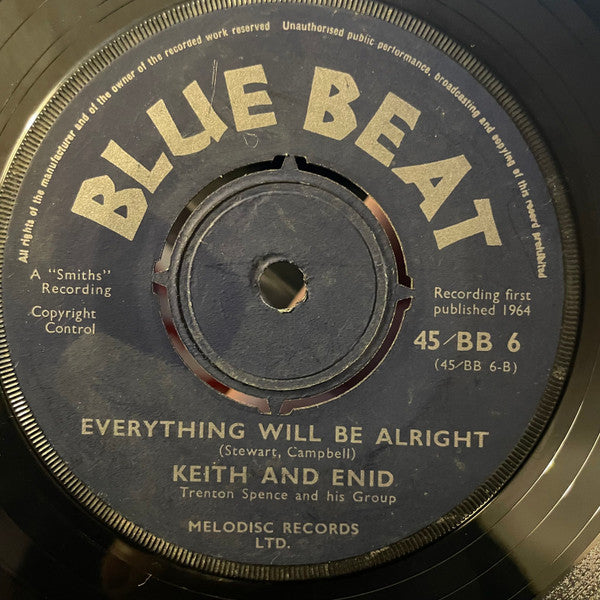 All rights of the manufacturer and of the owner of the recorded work reserved Unauthorised public performance, broadcasting and copying of this record prohibited
BLUE BEAT
A "Smiths"
Recording
Copyright
Control
Recording first
published 1964
45/BB 6
(45/BB 6-B)
EVERYTHING WILL BE ALRIGHT
(Stewart, Campbell)
KEITH AND ENID
Trenton Spence and his Group
MELODISC RECORDS
LTD.